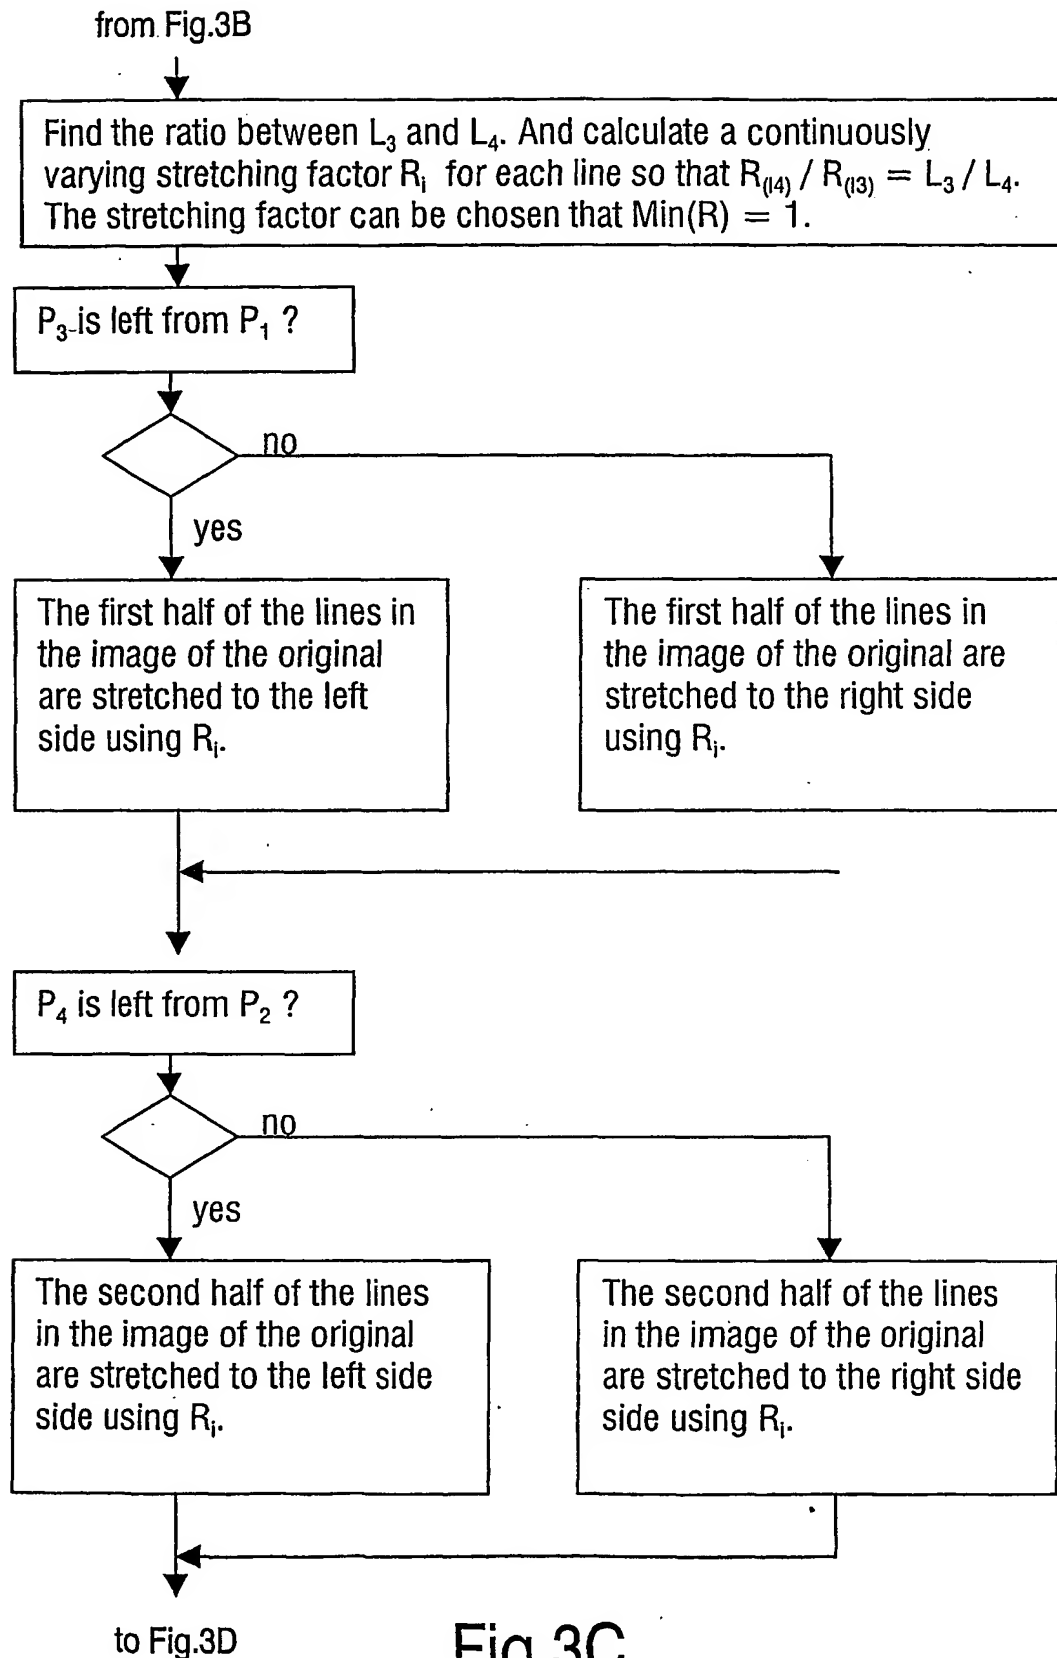 from Fig.3B
Find the ratio between L₃ and L₄. And calculate a continuously
varying stretching factor Rᵢ for each line so that R₍ₗ₄₎ / R₍ₗ₃₎ = L₃ / L₄.
The stretching factor can be chosen that Min(R) = 1.
P₃ is left from P₁ ?
no
yes
The first half of the lines in
the image of the original
are stretched to the left
side using Rᵢ.
The first half of the lines in
the image of the original are
stretched to the right side
using Rᵢ.
P₄ is left from P₂ ?
no
yes
The second half of the lines
in the image of the original
are stretched to the left side
side using Rᵢ.
The second half of the lines
in the image of the original
are stretched to the right side
side using Rᵢ.
to Fig.3D
Fig.3C